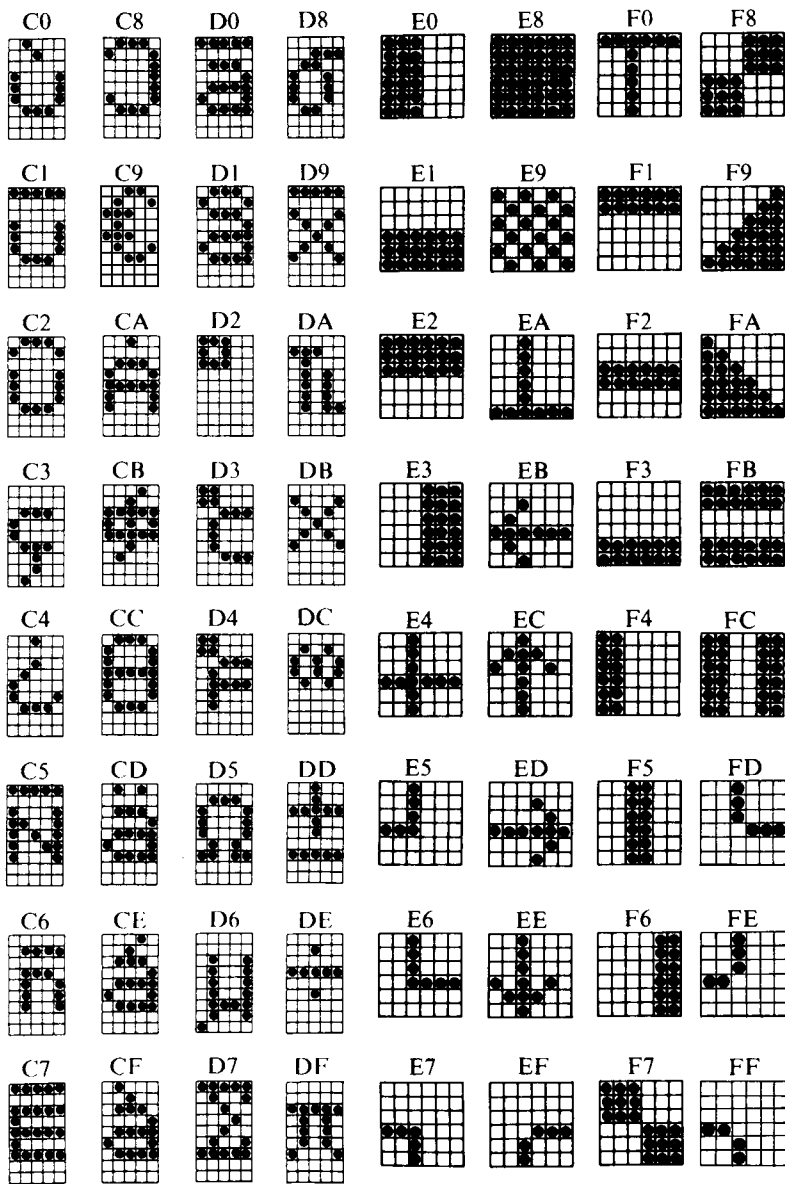 C0 C8 D0 D8 E0 E8 F0 F8
C1 C9 D1 D9 E1 E9 F1 F9
C2 CA D2 DA E2 EA F2 FA
C3 CB D3 DB E3 EB F3 FB
C4 CC D4 DC E4 EC F4 FC
C5 CD D5 DD E5 ED F5 FD
C6 CE D6 DE E6 EE F6 FE
C7 CF D7 DF E7 EF F7 FF